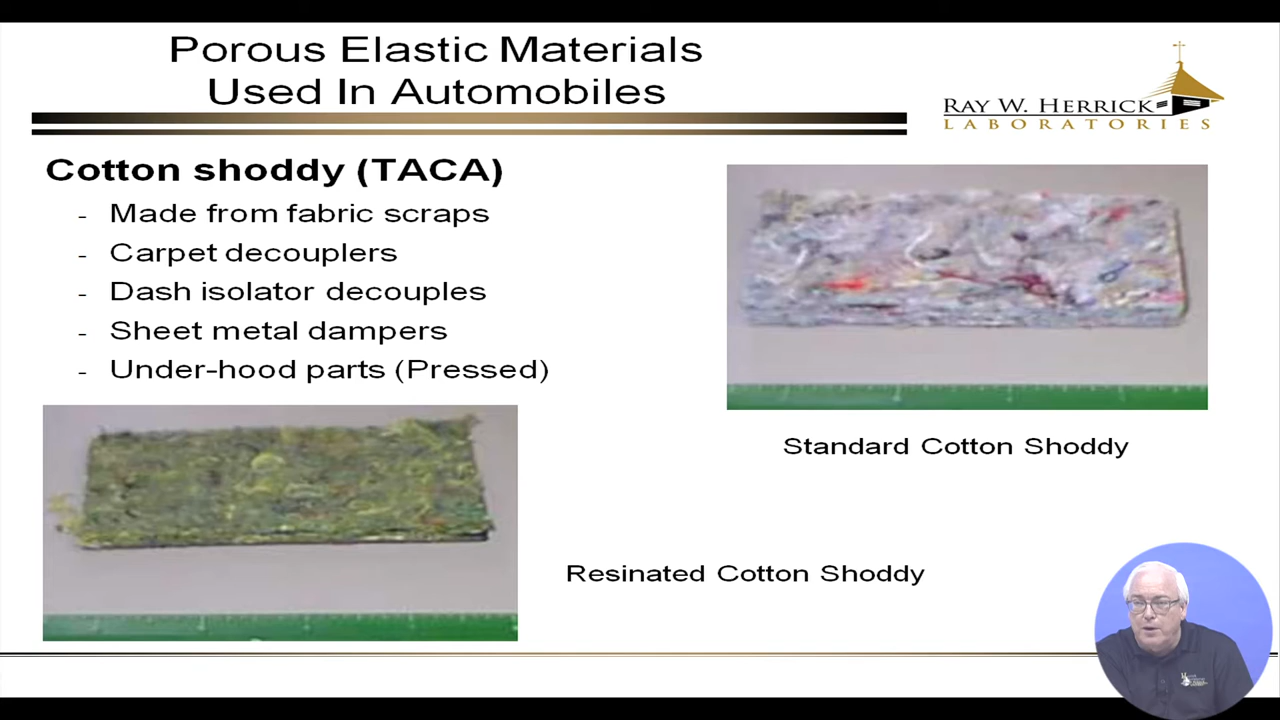 Porous Elastic Materials
Used In Automobiles
RAY W. HERRICK
LABORATORIES
Cotton shoddy (TACA)
- Made from fabric scraps
- Carpet decouplers
- Dash isolator decouples
- Sheet metal dampers
- Under-hood parts (Pressed)
Standard Cotton Shoddy
Resinated Cotton Shoddy